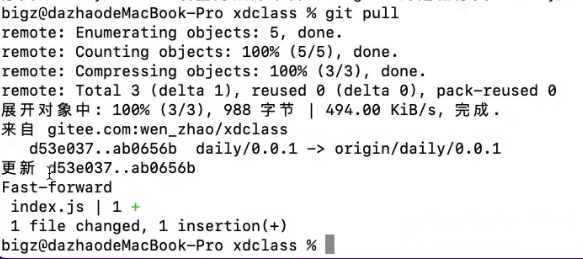 bigz@dazhaodeMacBook-Pro xdclass % git pull
remote: Enumerating objects: 5, done.
remote: Counting objects: 100% (5/5), done.
remote: Compressing objects: 100% (3/3), done.
remote: Total 3 (delta 1), reused 0 (delta 0), pack-reused 0
展开对象中: 100% (3/3), 988 字节 | 494.00 KiB/s, 完成.
来自 gitee.com:wen_zhao/xdclass
   d53e037..ab0656b  daily/0.0.1 -> origin/daily/0.0.1
更新 d53e037..ab0656b
Fast-forward
 index.js | 1 +
 1 file changed, 1 insertion(+)
bigz@dazhaodeMacBook-Pro xdclass %